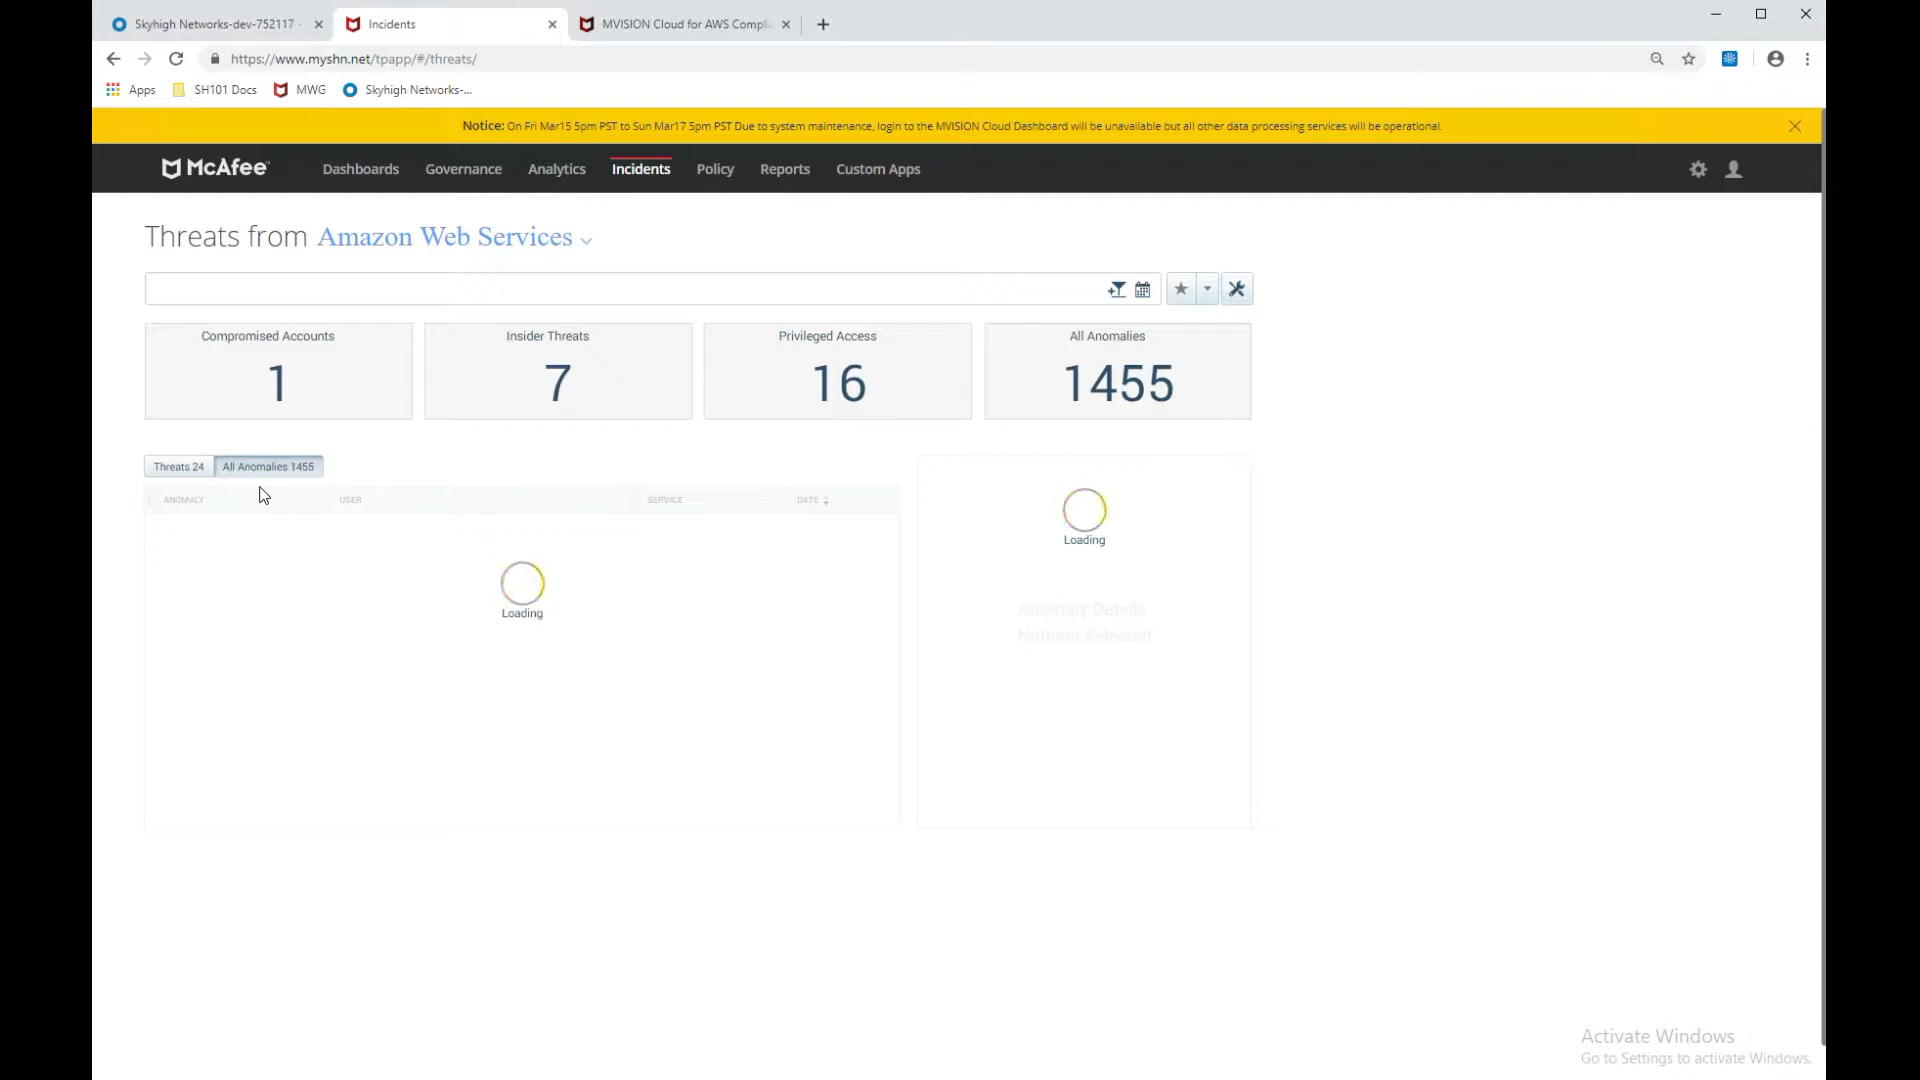 Skyhigh Networks-dev-752117 -
Incidents
MVISION Cloud for AWS Compli
https://www.myshn.net/tpapp/#/threats/
Apps
SH101 Docs
MWG
Skyhigh Networks-...
Notice: On Fri Mar15 5pm PST to Sun Mar17 5pm PST Due to system maintenance, login to the MVISION Cloud Dashboard will be unavailable but all other data processing services will be operational.
McAfee
Dashboards
Governance
Analytics
Incidents
Policy
Reports
Custom Apps
Threats from Amazon Web Services
Compromised Accounts
1
Insider Threats
7
Privileged Access
16
All Anomalies
1455
Threats 24
All Anomalies 1455
ANOMALY
USER
SERVICE
DATE
Loading
Loading
Anomaly Details
Nothing Selected
Activate Windows
Go to Settings to activate Windows.